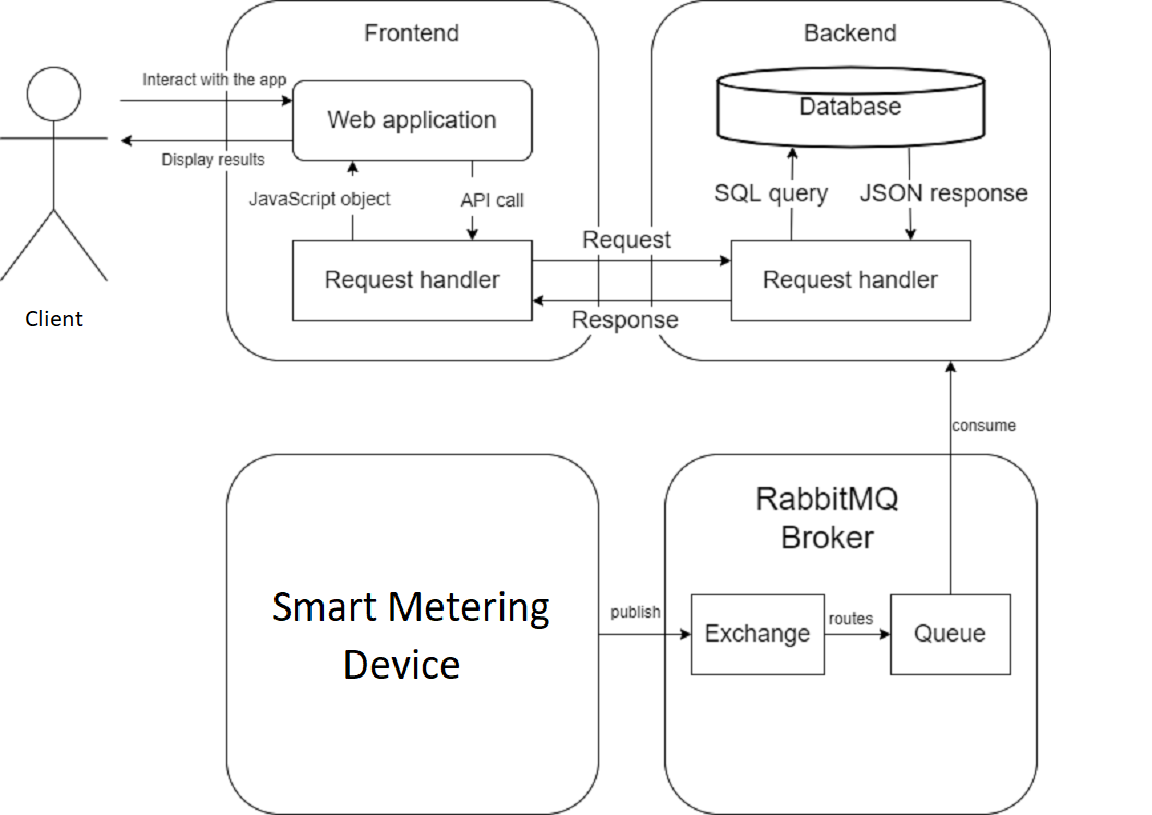 Frontend
Backend
Interact with the app
Web application
Database
Display results
JavaScript object
API call
SQL query
JSON response
Request
Request handler
Request handler
Response
Client
consume
RabbitMQ
Broker
Smart Metering
Device
publish
Exchange
routes
Queue